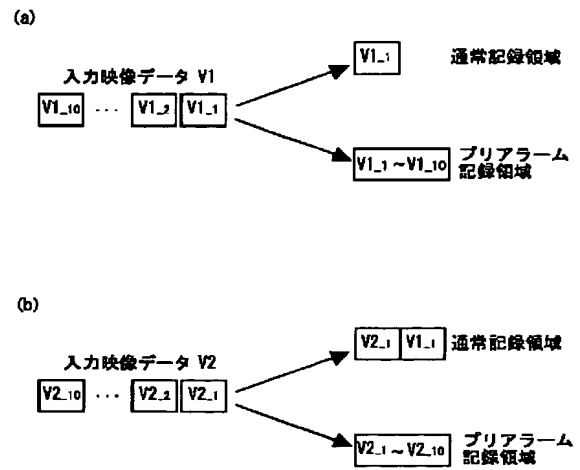 (a)
入力映像データ V1
V1_10 ・・・ V1_2 V1_1
V1_1 通常記録領域
V1_1 ~ V1_10 プリアラーム
記録領域
(b)
入力映像データ V2
V2_10 ・・・ V2_2 V2_1
V2_1 V1_1 通常記録領域
V2_1 ~ V2_10 プリアラーム
記録領域